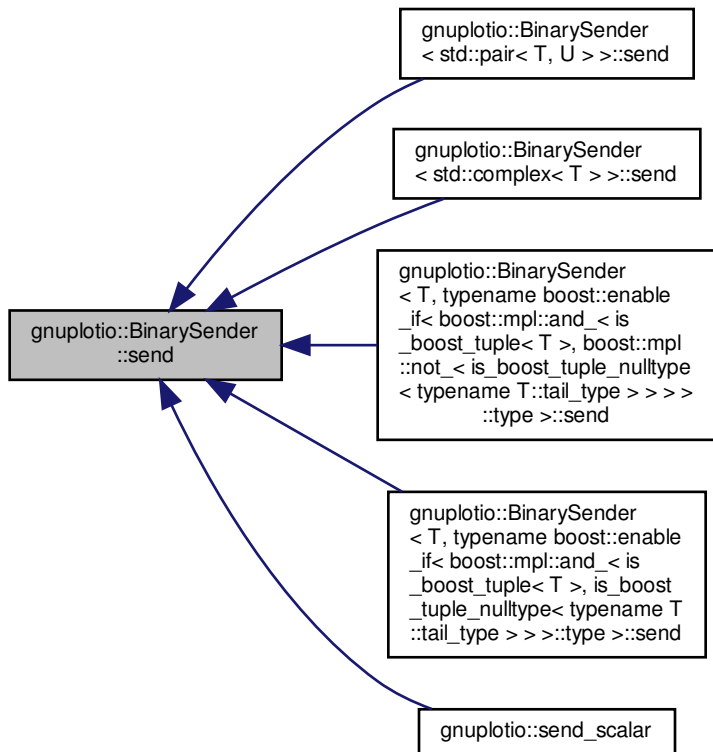 gnuplotio::BinarySender
< std::pair< T, U > >::send
gnuplotio::BinarySender
< std::complex< T > >::send
gnuplotio::BinarySender
< T, typename boost::enable
_if< boost::mpl::and_< is
_boost_tuple< T >, boost::mpl
::not_< is_boost_tuple_nulltype
< typename T::tail_type > > > >
::type >::send
gnuplotio::BinarySender
::send
gnuplotio::BinarySender
< T, typename boost::enable
_if< boost::mpl::and_< is
_boost_tuple< T >, is_boost
_tuple_nulltype< typename T
::tail_type > > >::type >::send
gnuplotio::send_scalar